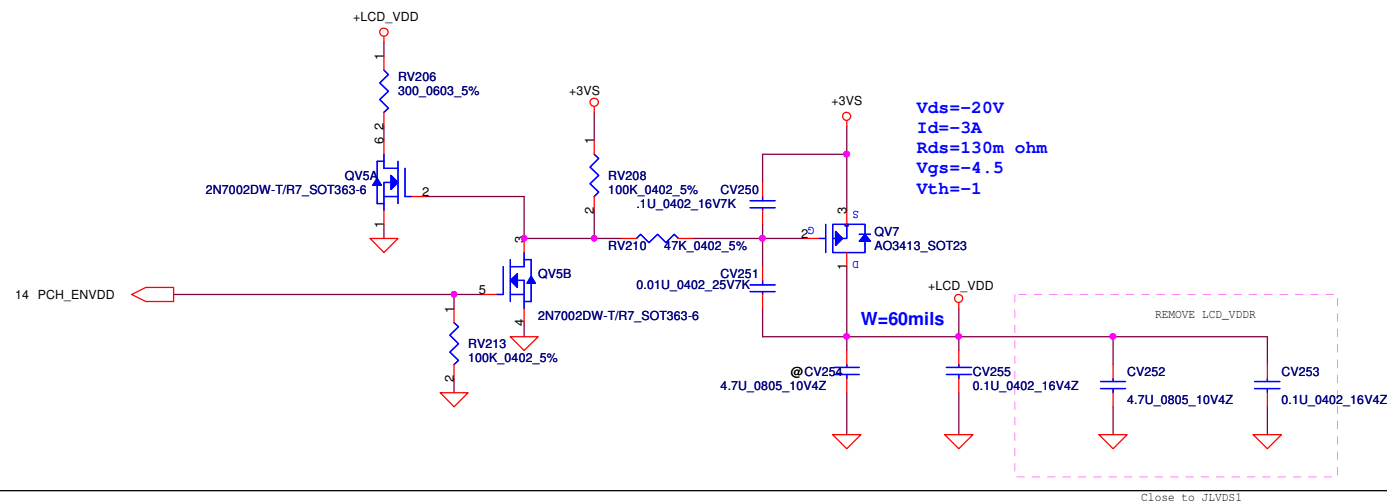 +LCD_VDD
1
RV206
300_0603_5%
2
6
QV5A
2N7002DW-T/R7_SOT363-6
2
1
+3VS
1
RV208
100K_0402_5%
2
.1U_0402_16V7K
CV250
+3VS
Vds=-20V
Id=-3A
Rds=130m ohm
Vgs=-4.5
Vth=-1
3
S
2
G
QV7
AO3413_SOT23
1
D
3
RV210
47K_0402_5%
CV251
0.01U_0402_25V7K
QV5B
5
4
2N7002DW-T/R7_SOT363-6
14 PCH_ENVDD
1
RV213
100K_0402_5%
2
+LCD_VDD
W=60mils
@CV254
4.7U_0805_10V4Z
CV255
0.1U_0402_16V4Z
REMOVE LCD_VDDR
CV252
4.7U_0805_10V4Z
CV253
0.1U_0402_16V4Z
Close to JLVDS1